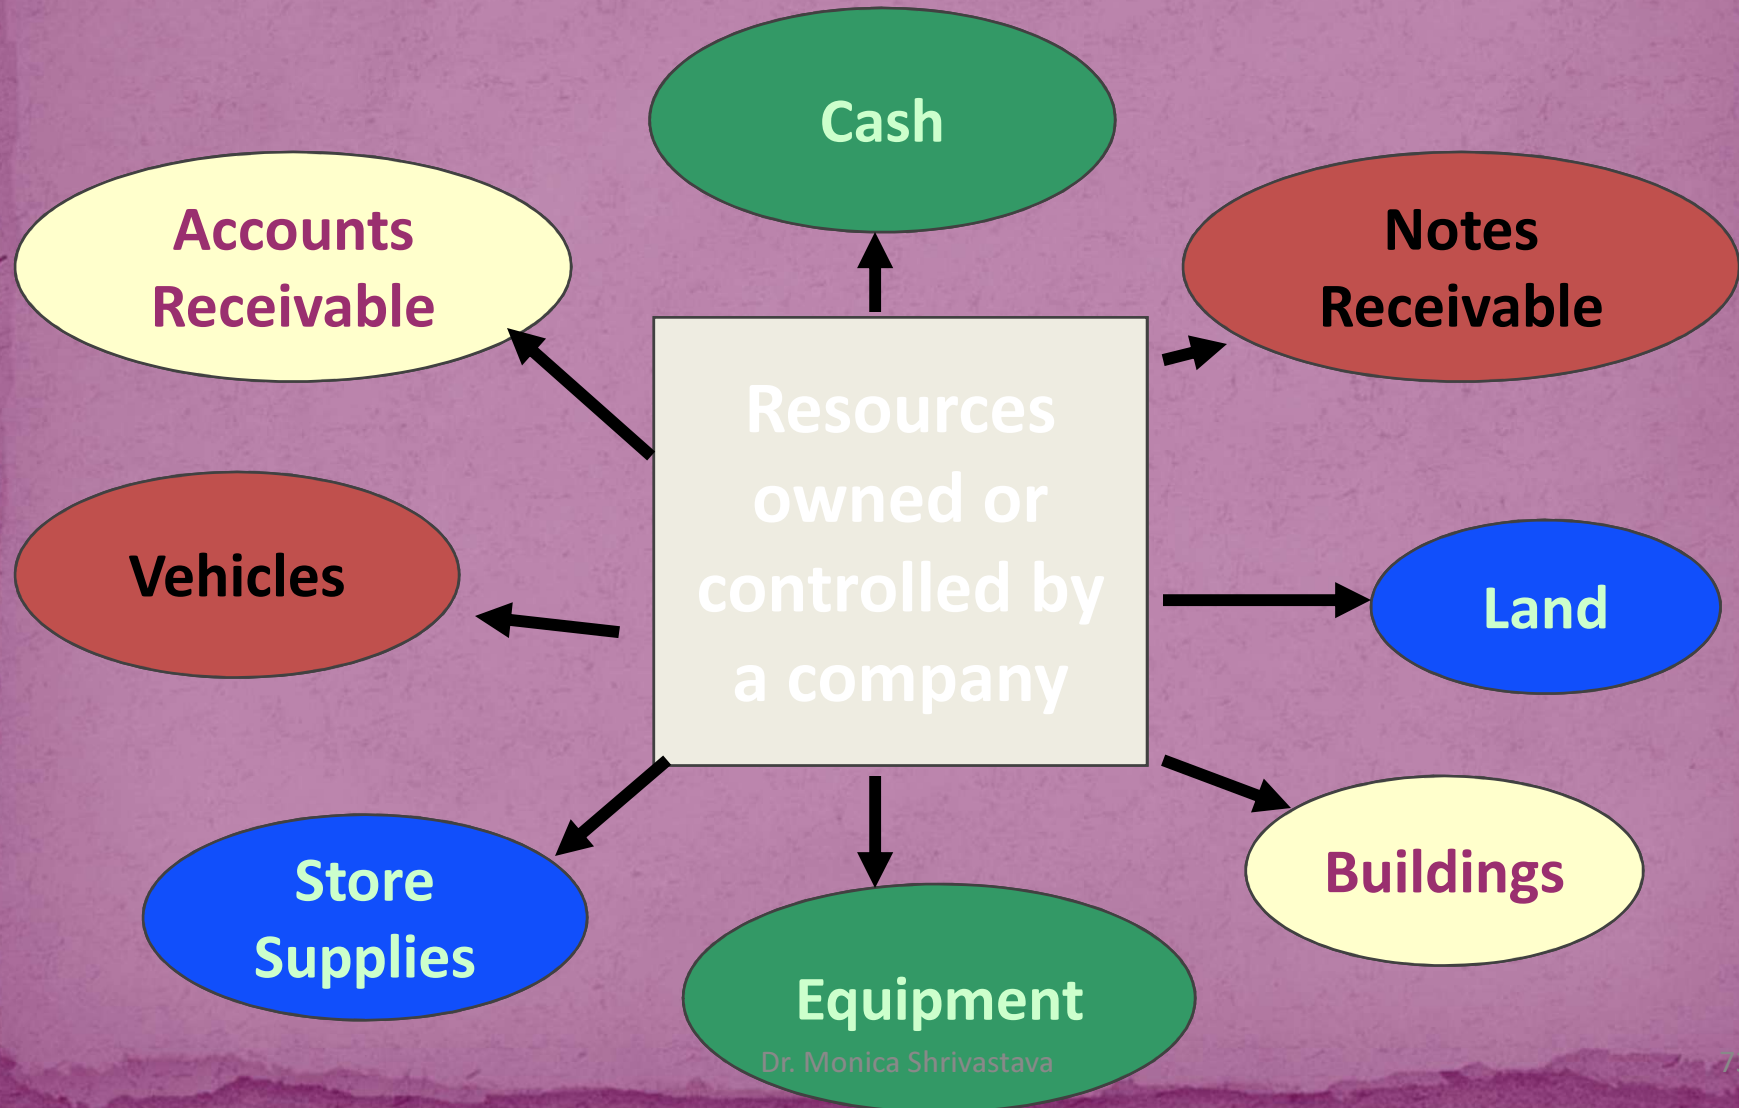 Cash
Accounts
Receivable
Notes
Receivable
Resources
owned or
controlled by
a company
Vehicles
Land
Store
Supplies
Buildings
Equipment
Dr. Monica Shrivastava
7